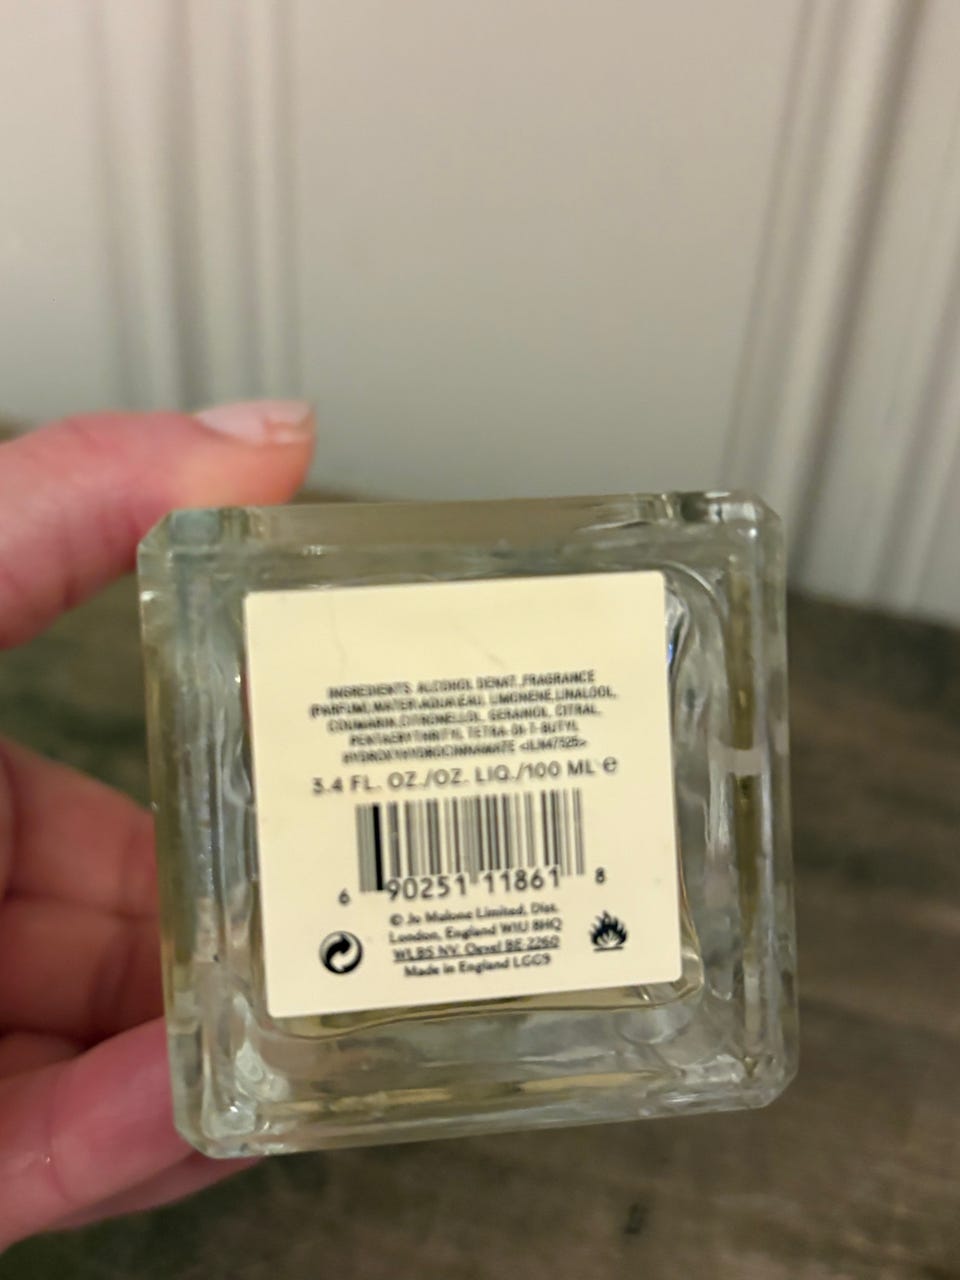 INGREDIENTS: ALCOHOL DENAT.,FRAGRANCE
(PARFUM),WATER\AQUA\EAU, LIMONENE,LINALOOL,
COUMARIN,CITRONELLOL, GERANIOL, CITRAL,
PENTAERYTHRITYL TETRA-DI-T-BUTYL
HYDROXYHYDROCINNAMATE <ILN47525>
3.4 FL. OZ./OZ. LIQ./100 ML ℮
6 90251 11861 8
© Jo Malone Limited, Dist.
London, England W1U 8HQ
WLBS NV. Oevel BE 2260
Made in England